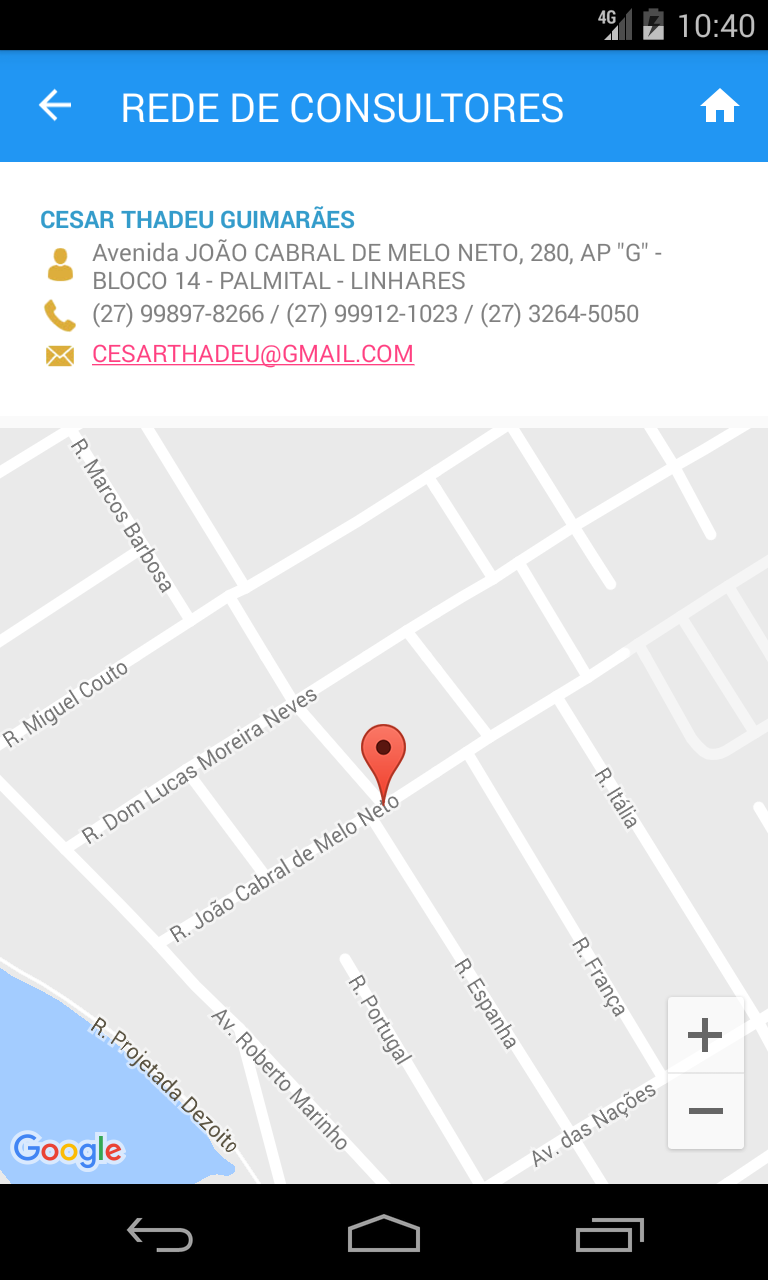 4G 10:40
REDE DE CONSULTORES
CESAR THADEU GUIMARÃES
Avenida JOÃO CABRAL DE MELO NETO, 280, AP "G" -
BLOCO 14 - PALMITAL - LINHARES
(27) 99897-8266 / (27) 99912-1023 / (27) 3264-5050
CESARTHADEU@GMAIL.COM
R. Marcos Barbosa
R. Miguel Couto
R. Dom Lucas Moreira Neves
R. João Cabral de Melo Neto
R. Itália
R. França
R. Espanha
R. Portugal
Av. Roberto Marinho
R. Projetada Dezoito
Av. das Nações
+
−
Google